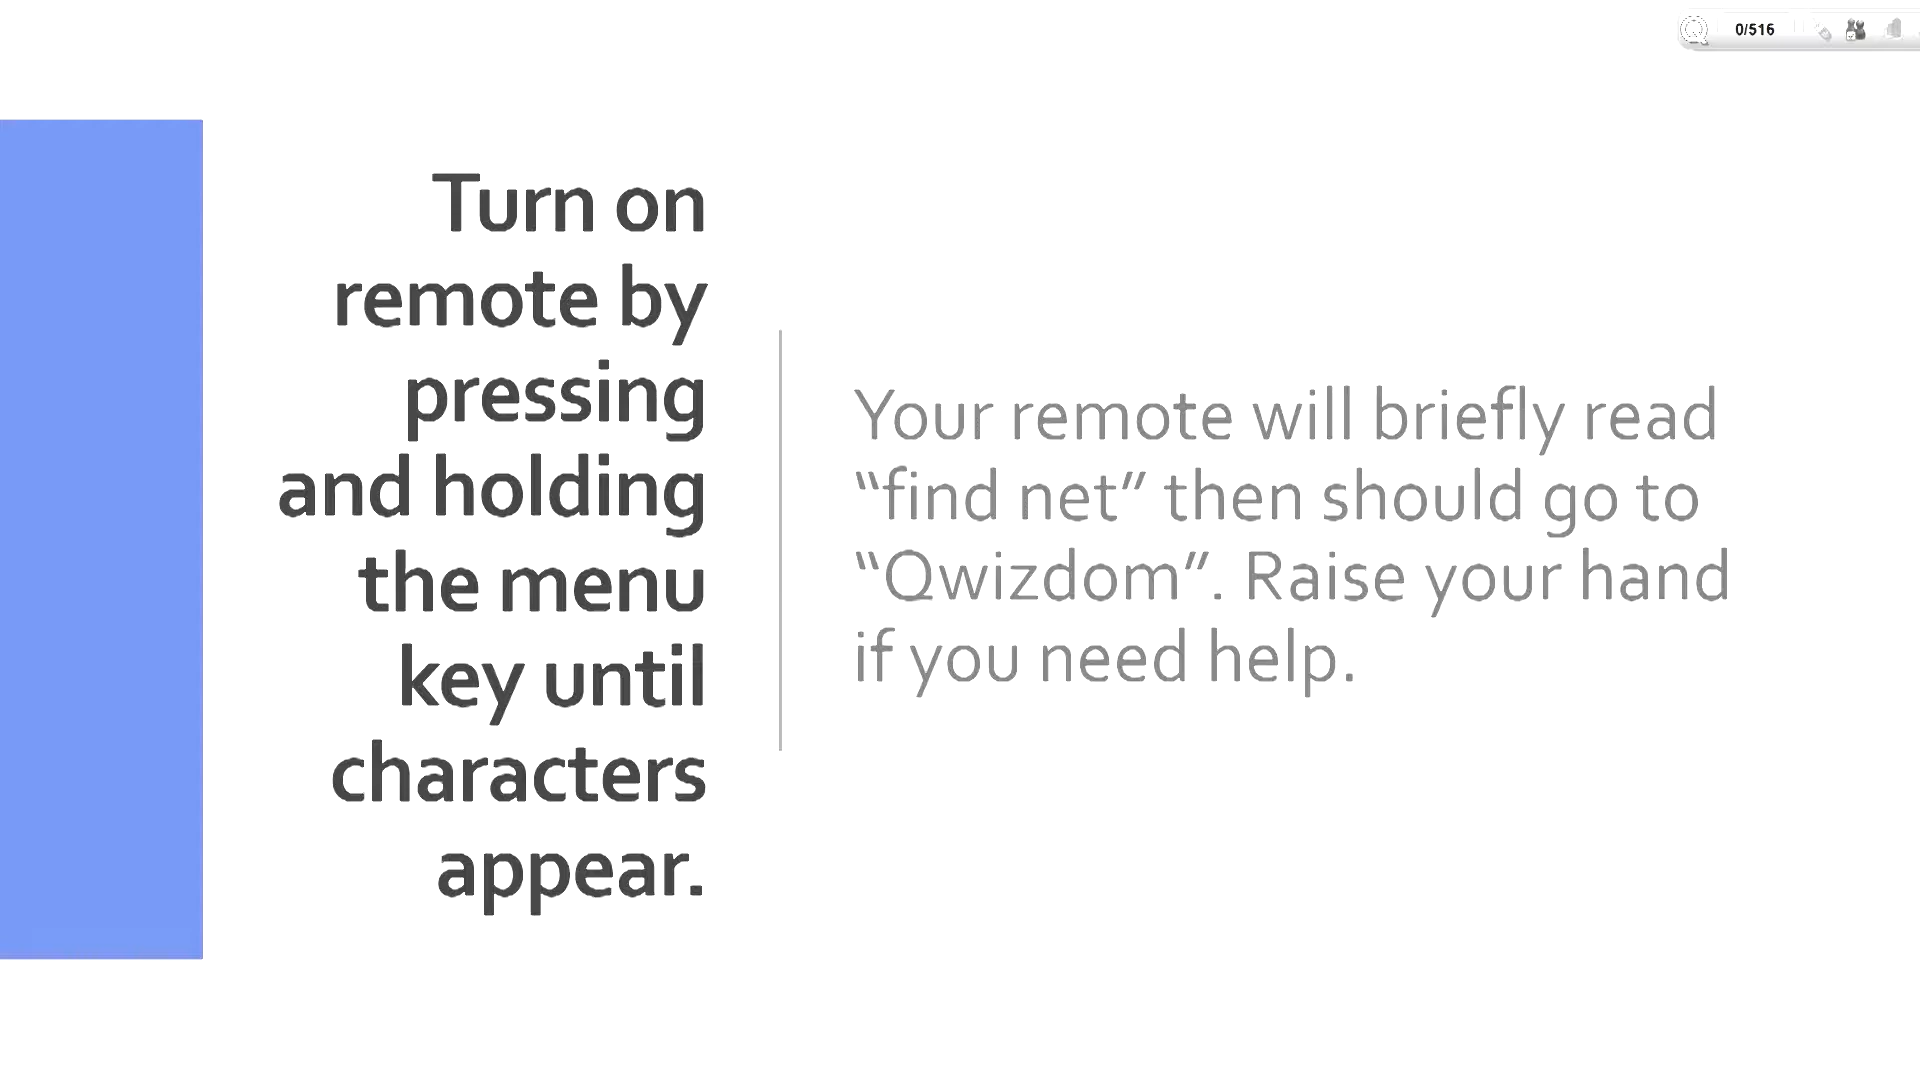 0/516
Turn on
remote by
pressing
and holding
the menu
key until
characters
appear.
Your remote will briefly read
“find net” then should go to
“Qwizdom”. Raise your hand
if you need help.